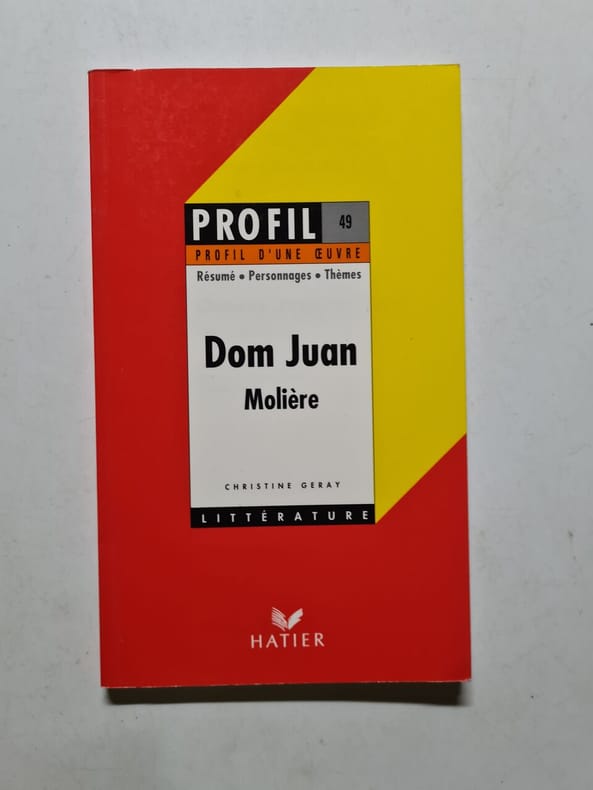 PROFIL 49
PROFIL D'UNE ŒUVRE
Résumé • Personnages • Thèmes
Dom Juan
Molière
CHRISTINE GERAY
LITTÉRATURE
HATIER